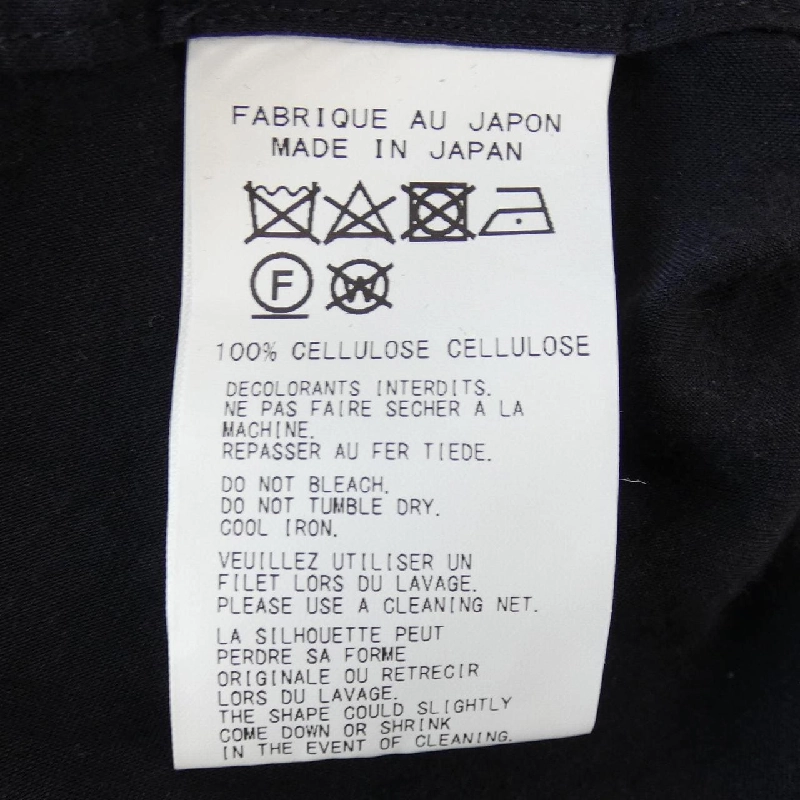 FABRIQUE AU JAPON
MADE IN JAPAN
F W
100% CELLULOSE CELLULOSE
DECOLORANTS INTERDITS.
NE PAS FAIRE SECHER A LA
MACHINE.
REPASSER AU FER TIEDE.
DO NOT BLEACH.
DO NOT TUMBLE DRY.
COOL IRON.
VEUILLEZ UTILISER UN
FILET LORS DU LAVAGE.
PLEASE USE A CLEANING NET.
LA SILHOUETTE PEUT
PERDRE SA FORME
ORIGINALE OU RETRECIR
LORS DU LAVAGE.
THE SHAPE COULD SLIGHTLY
COME DOWN OR SHRINK
IN THE EVENT OF CLEANING.